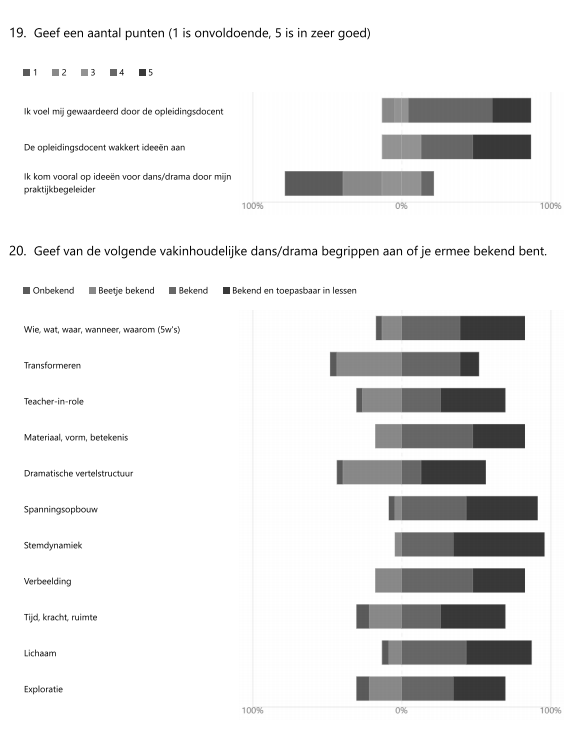 19. Geef een aantal punten (1 is onvoldoende, 5 is in zeer goed)
1 2 3 4 5
Ik voel mij gewaardeerd door de opleidingsdocent
De opleidingsdocent wakkert ideeën aan
Ik kom vooral op ideeën voor dans/drama door mijn
praktijkbegeleider
100% 0% 100%
20. Geef van de volgende vakinhoudelijke dans/drama begrippen aan of je ermee bekend bent.
Onbekend Beetje bekend Bekend Bekend en toepasbaar in lessen
Wie, wat, waar, wanneer, waarom (5w's)
Transformeren
Teacher-in-role
Materiaal, vorm, betekenis
Dramatische vertelstructuur
Spanningsopbouw
Stemdynamiek
Verbeelding
Tijd, kracht, ruimte
Lichaam
Exploratie
100% 0% 100%